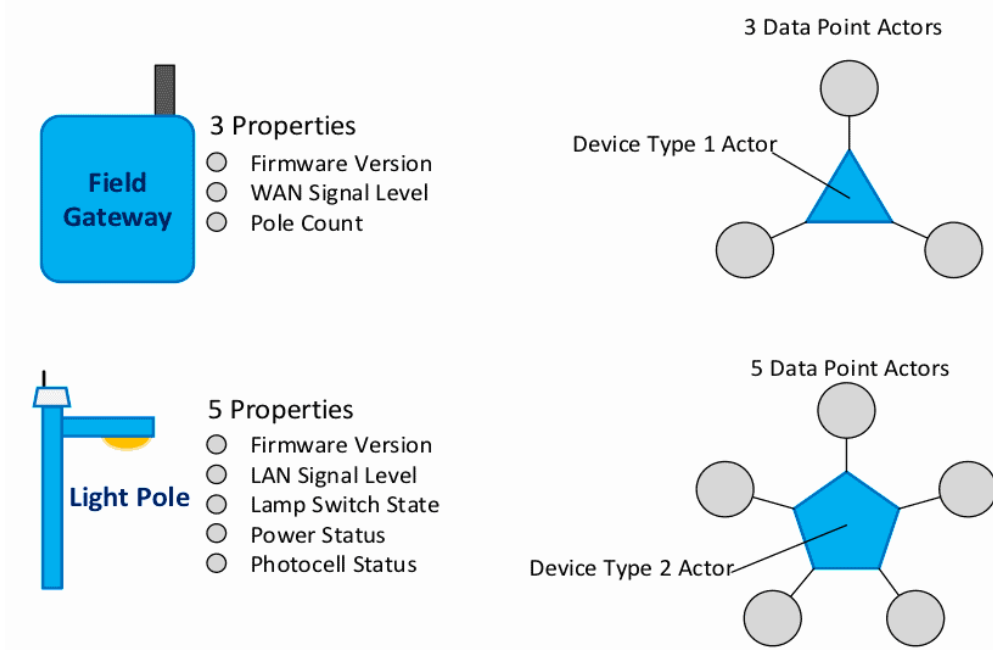 3 Data Point Actors
Field
Gateway
3 Properties
Firmware Version
WAN Signal Level
Pole Count
Device Type 1 Actor
5 Data Point Actors
Light Pole
5 Properties
Firmware Version
LAN Signal Level
Lamp Switch State
Power Status
Photocell Status
Device Type 2 Actor